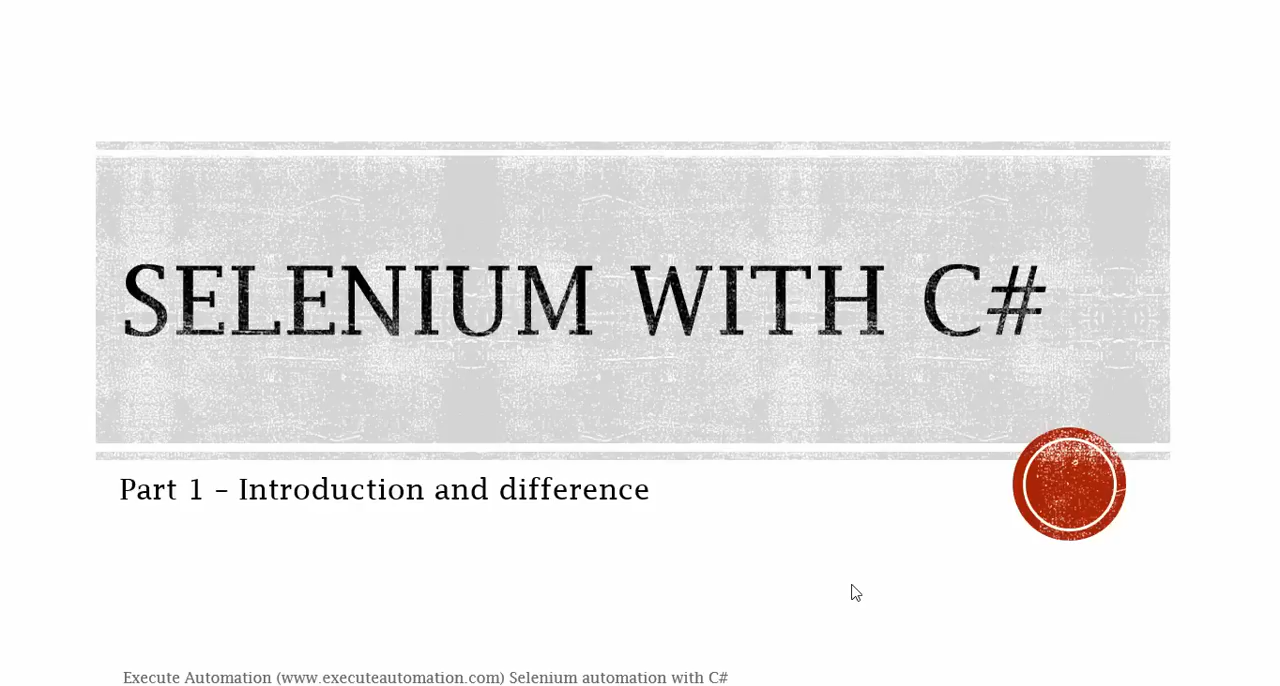 SELENIUM WITH C#
Part 1 – Introduction and difference
Execute Automation (www.executeautomation.com) Selenium automation with C#